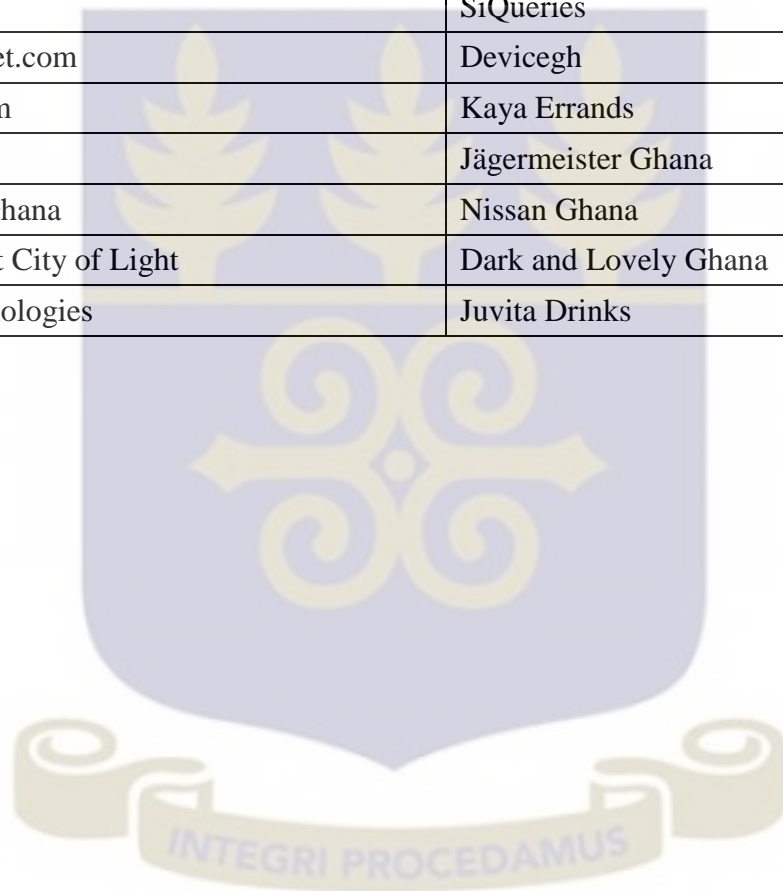 SiQueries
et.com Devicegh
Kaya Errands
Jägermeister Ghana
hana Nissan Ghana
City of Light Dark and Lovely Ghana
ologies Juvita Drinks
INTEGRI PROCEDAMUS